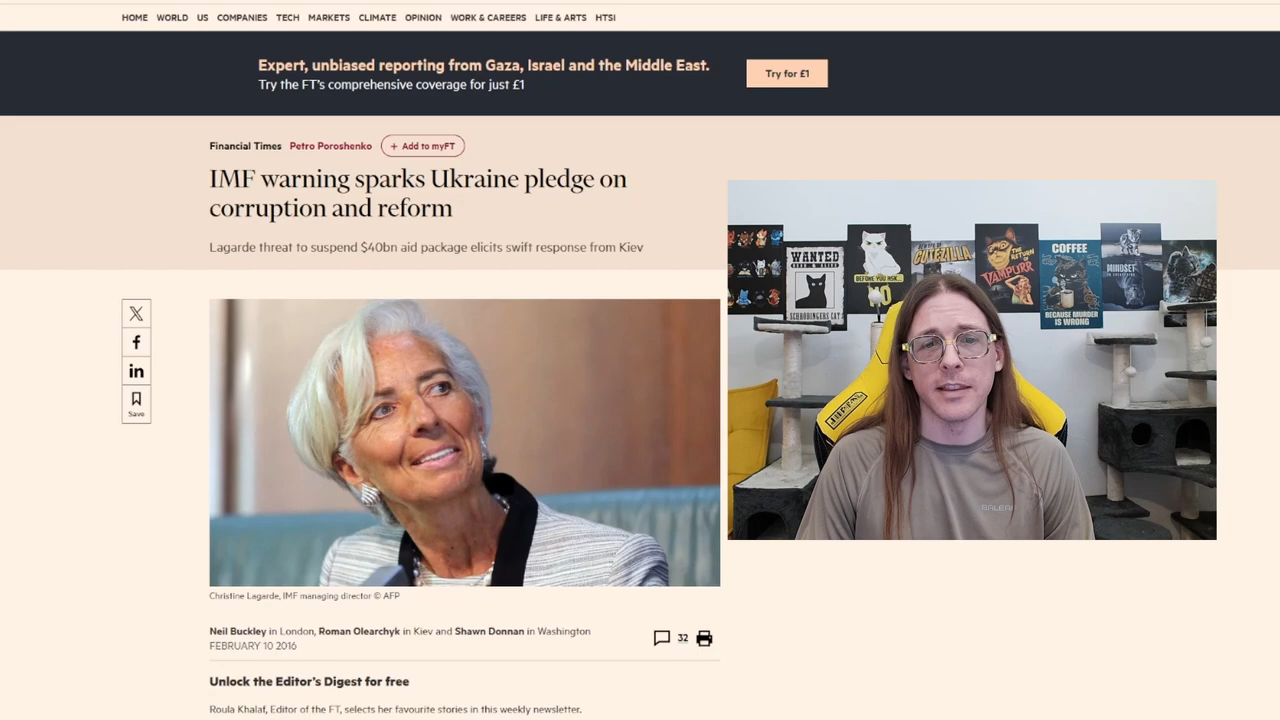 HOME WORLD US COMPANIES TECH MARKETS CLIMATE OPINION WORK & CAREERS LIFE & ARTS HTSI
Expert, unbiased reporting from Gaza, Israel and the Middle East.
Try the FT's comprehensive coverage for just £1
Try for £1
Financial Times Petro Poroshenko + Add to myFT
IMF warning sparks Ukraine pledge on
corruption and reform
Lagarde threat to suspend $40bn aid package elicits swift response from Kiev
Save
Christine Lagarde, IMF managing director © AFP
Neil Buckley in London, Roman Olearchyk in Kiev and Shawn Donnan in Washington
FEBRUARY 10 2016
32
Unlock the Editor's Digest for free
Roula Khalaf, Editor of the FT, selects her favourite stories in this weekly newsletter.
WANTED
SCHRODINGERS CAT
BEFORE YOU ASK...
NO
CUTEZILLA
THE RETURN
OF
VAMPURR
COFFEE
BECAUSE MURDER
IS WRONG
MINDSET